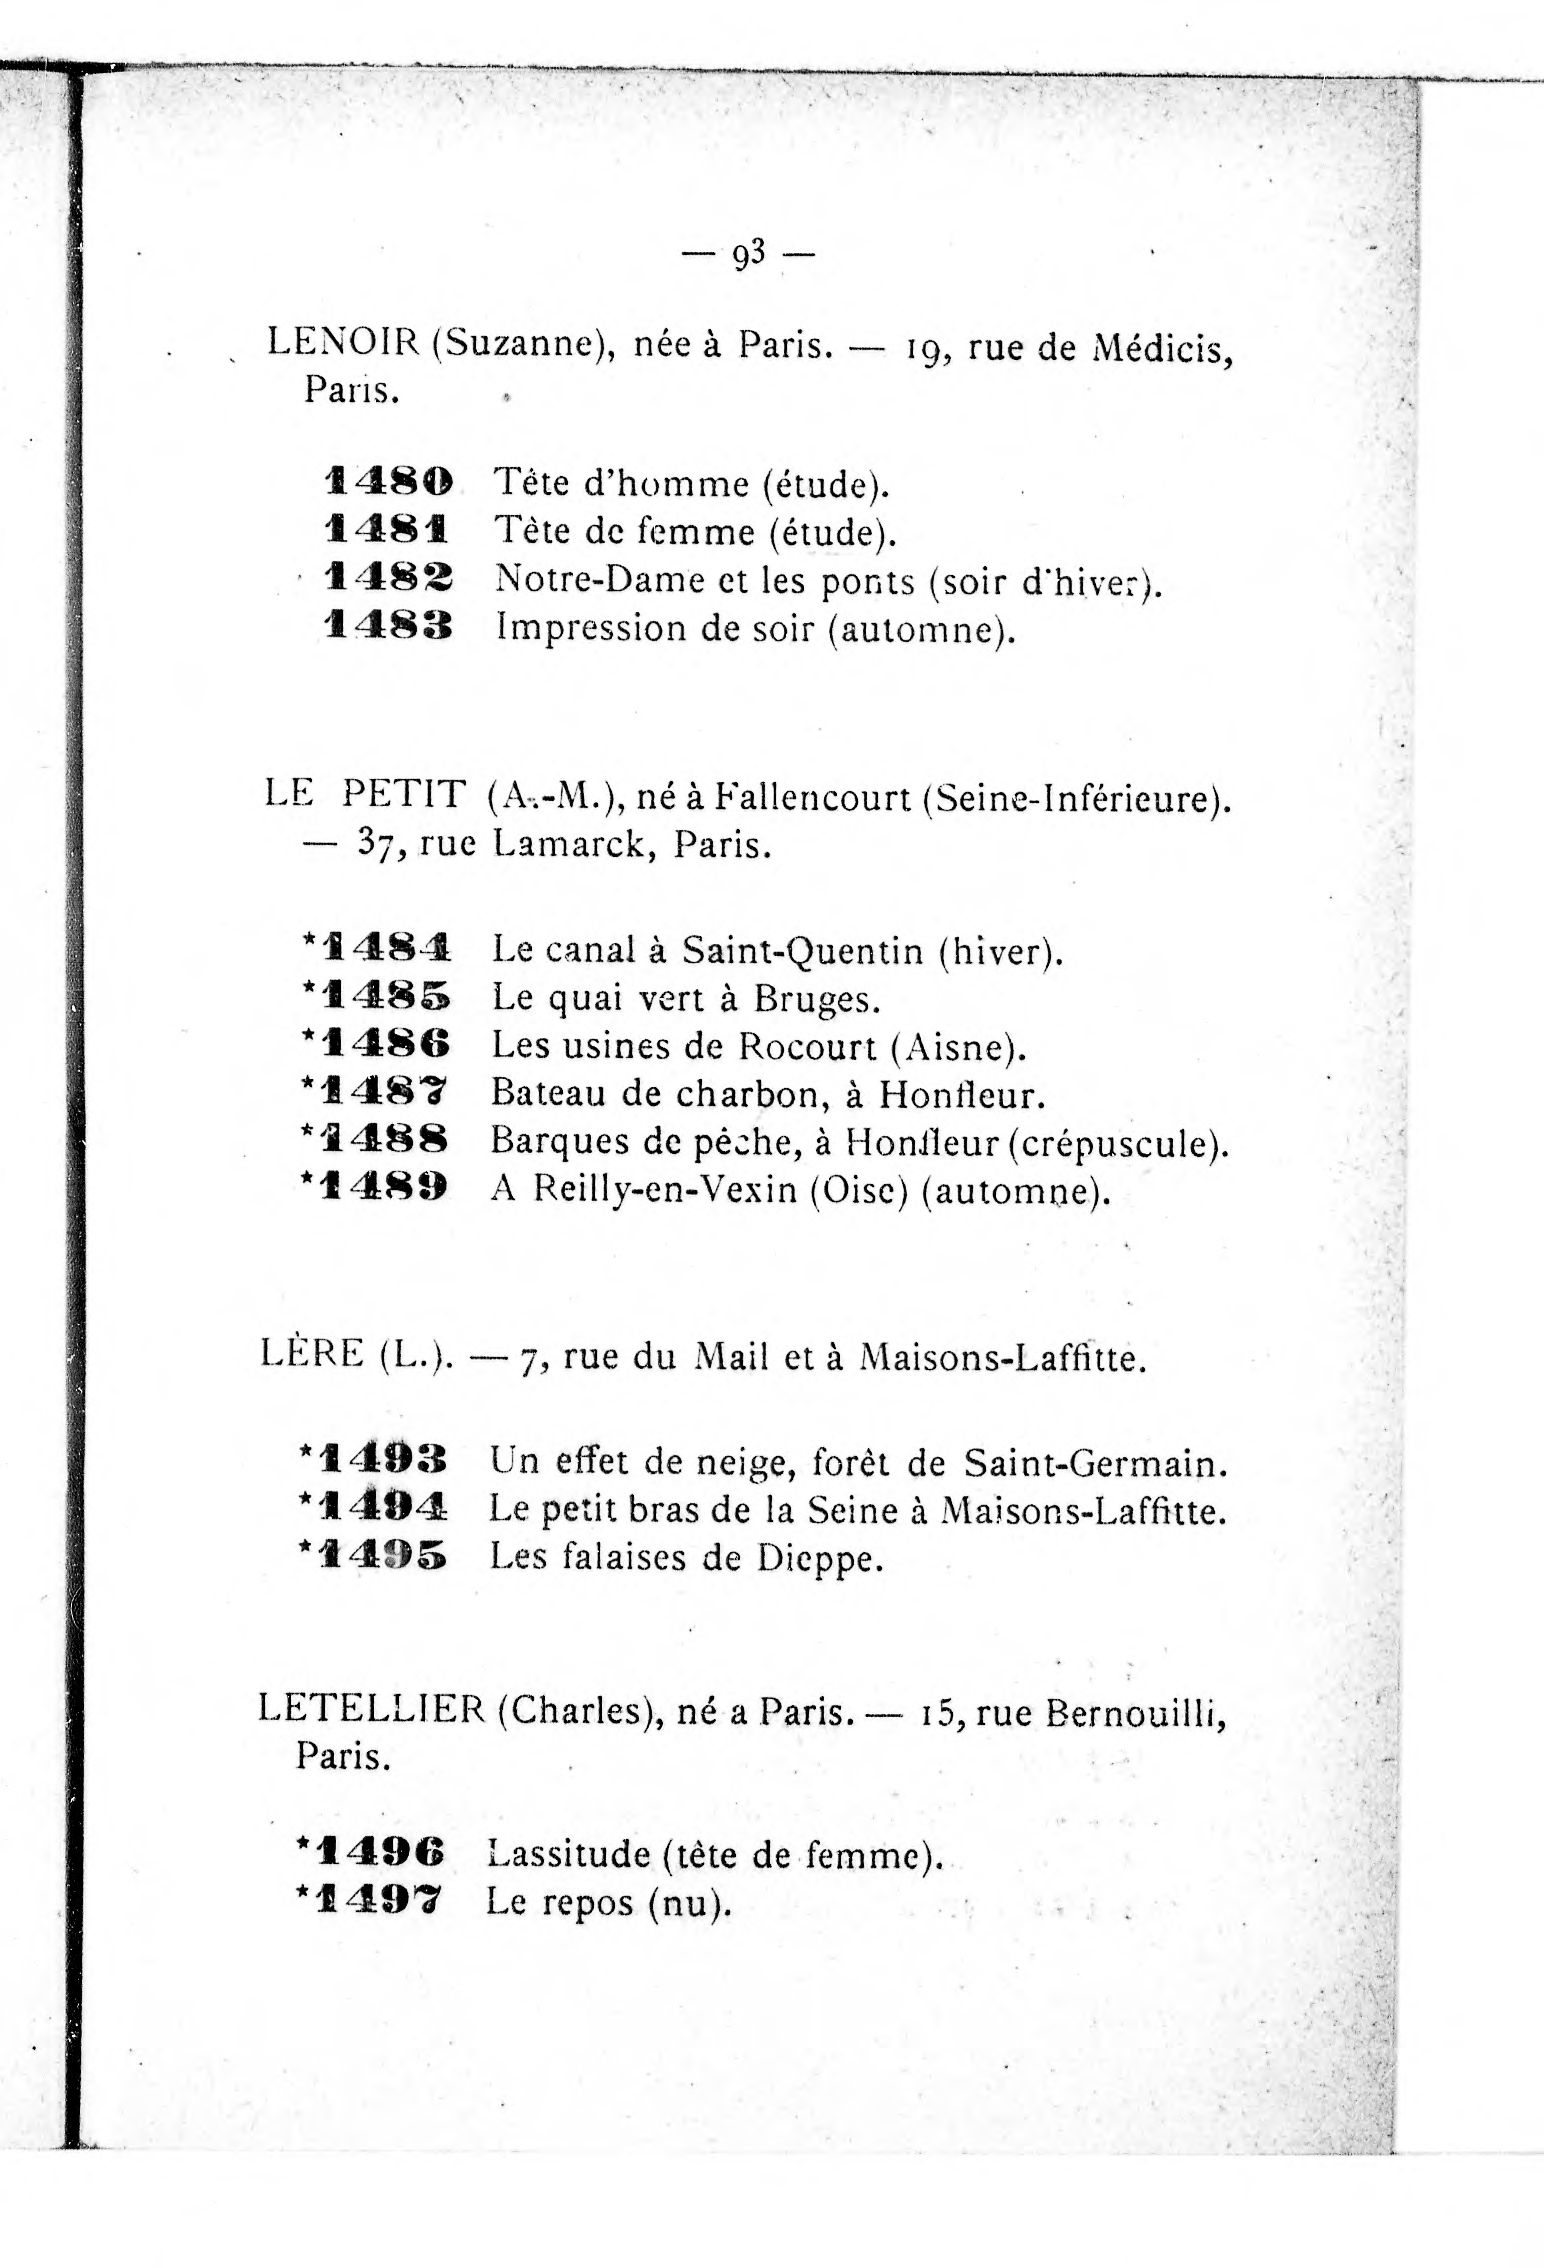 — 93 —
LENOIR (Suzanne), née à Paris. — 19, rue de Médicis,
Paris.
1480 Tête d'homme (étude).
1481 Tète de femme (étude).
1482 Notre-Dame et les ponts (soir d'hiver).
1483 Impression de soir (automne).
LE PETIT (A.-M.), né à Fallencourt (Seine-Inférieure).
— 37, rue Lamarck, Paris.
*1484 Le canal à Saint-Quentin (hiver).
*1485 Le quai vert à Bruges.
*1486 Les usines de Rocourt (Aisne).
*1487 Bateau de charbon, à Honfleur.
*1488 Barques de pêche, à Honfleur (crépuscule).
*1489 A Reilly-en-Vexin (Oise) (automne).
LÈRE (L.). — 7, rue du Mail et à Maisons-Laffitte.
*1493 Un effet de neige, forêt de Saint-Germain.
*1494 Le petit bras de la Seine à Maisons-Laffitte.
*1495 Les falaises de Dieppe.
LETELLIER (Charles), né a Paris. — 15, rue Bernouilli,
Paris.
*1496 Lassitude (tête de femme).
*1497 Le repos (nu).